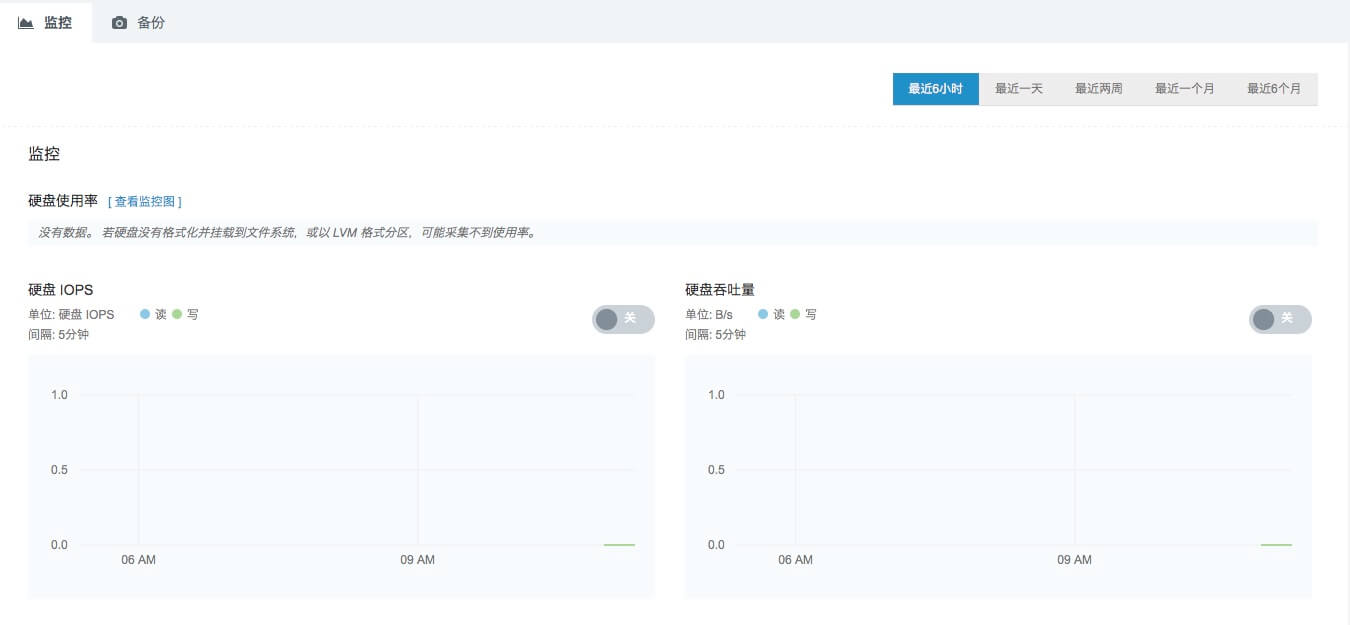 监控 备份
最近6小时 最近一天 最近两周 最近一个月 最近6个月
监控
硬盘使用率 [ 查看监控图 ]
没有数据。 若硬盘没有格式化并挂载到文件系统，或以 LVM 格式分区，可能采集不到使用率。
硬盘 IOPS
单位: 硬盘 IOPS 读 写
间隔: 5分钟
关
1.0
0.5
0.0
06 AM 09 AM
硬盘吞吐量
单位: B/s 读 写
间隔: 5分钟
关
1.0
0.5
0.0
06 AM 09 AM